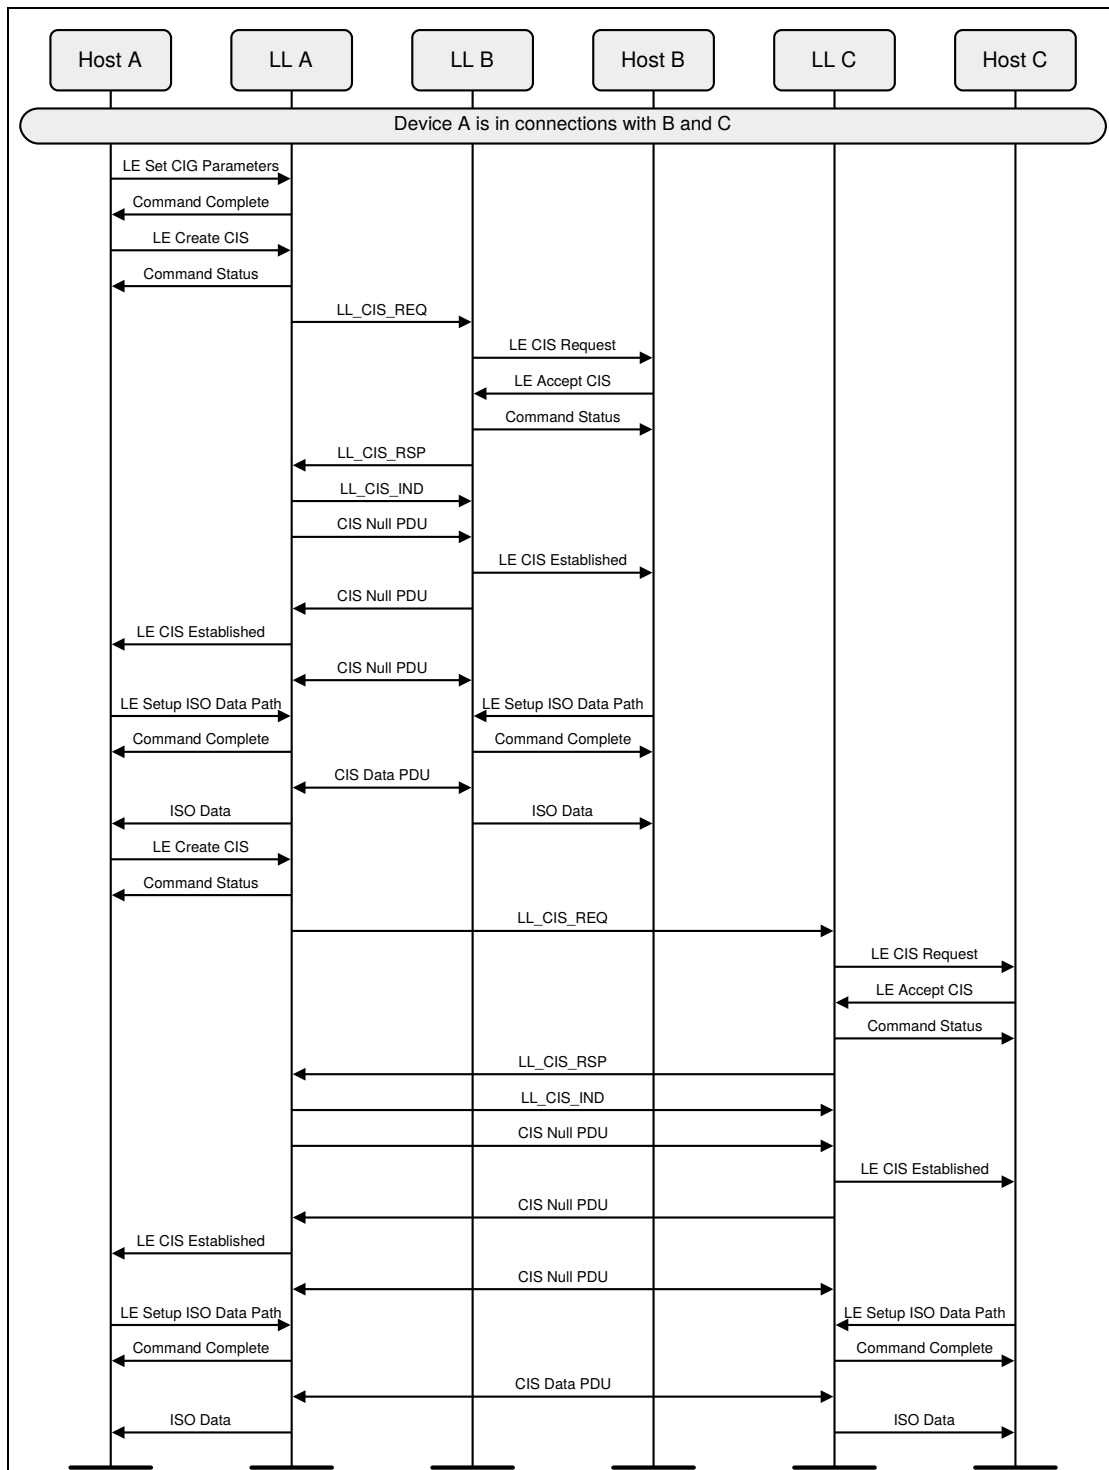 Host A
LL A
LL B
Host B
LL C
Host C
Device A is in connections with B and C
LE Set CIG Parameters
Command Complete
LE Create CIS
Command Status
LL_CIS_REQ
LE CIS Request
LE Accept CIS
Command Status
LL_CIS_RSP
LL_CIS_IND
CIS Null PDU
LE CIS Established
CIS Null PDU
LE CIS Established
CIS Null PDU
LE Setup ISO Data Path
LE Setup ISO Data Path
Command Complete
Command Complete
CIS Data PDU
ISO Data
ISO Data
LE Create CIS
Command Status
LL_CIS_REQ
LE CIS Request
LE Accept CIS
Command Status
LL_CIS_RSP
LL_CIS_IND
CIS Null PDU
LE CIS Established
CIS Null PDU
LE CIS Established
CIS Null PDU
LE Setup ISO Data Path
LE Setup ISO Data Path
Command Complete
Command Complete
CIS Data PDU
ISO Data
ISO Data